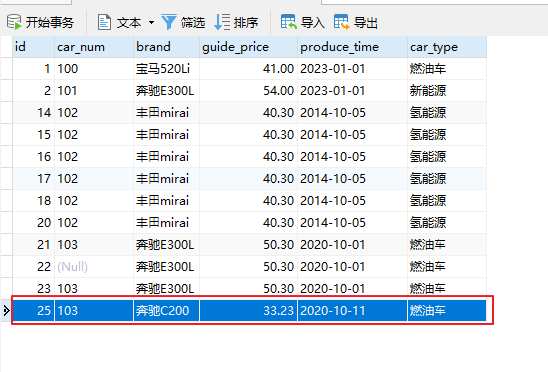 开始事务 文本 筛选 排序 导入 导出
id car_num brand guide_price produce_time car_type
1 100 宝马520Li 41.00 2023-01-01 燃油车
2 101 奔驰E300L 54.00 2023-01-01 新能源
14 102 丰田mirai 40.30 2014-10-05 氢能源
15 102 丰田mirai 40.30 2014-10-05 氢能源
16 102 丰田mirai 40.30 2014-10-05 氢能源
17 102 丰田mirai 40.30 2014-10-05 氢能源
18 102 丰田mirai 40.30 2014-10-05 氢能源
20 102 丰田mirai 40.30 2014-10-05 氢能源
21 103 奔驰E300L 50.30 2020-10-01 燃油车
22 (Null) 奔驰E300L 50.30 2020-10-01 燃油车
23 103 奔驰E300L 50.30 2020-10-01 燃油车
25 103 奔驰C200 33.23 2020-10-11 燃油车